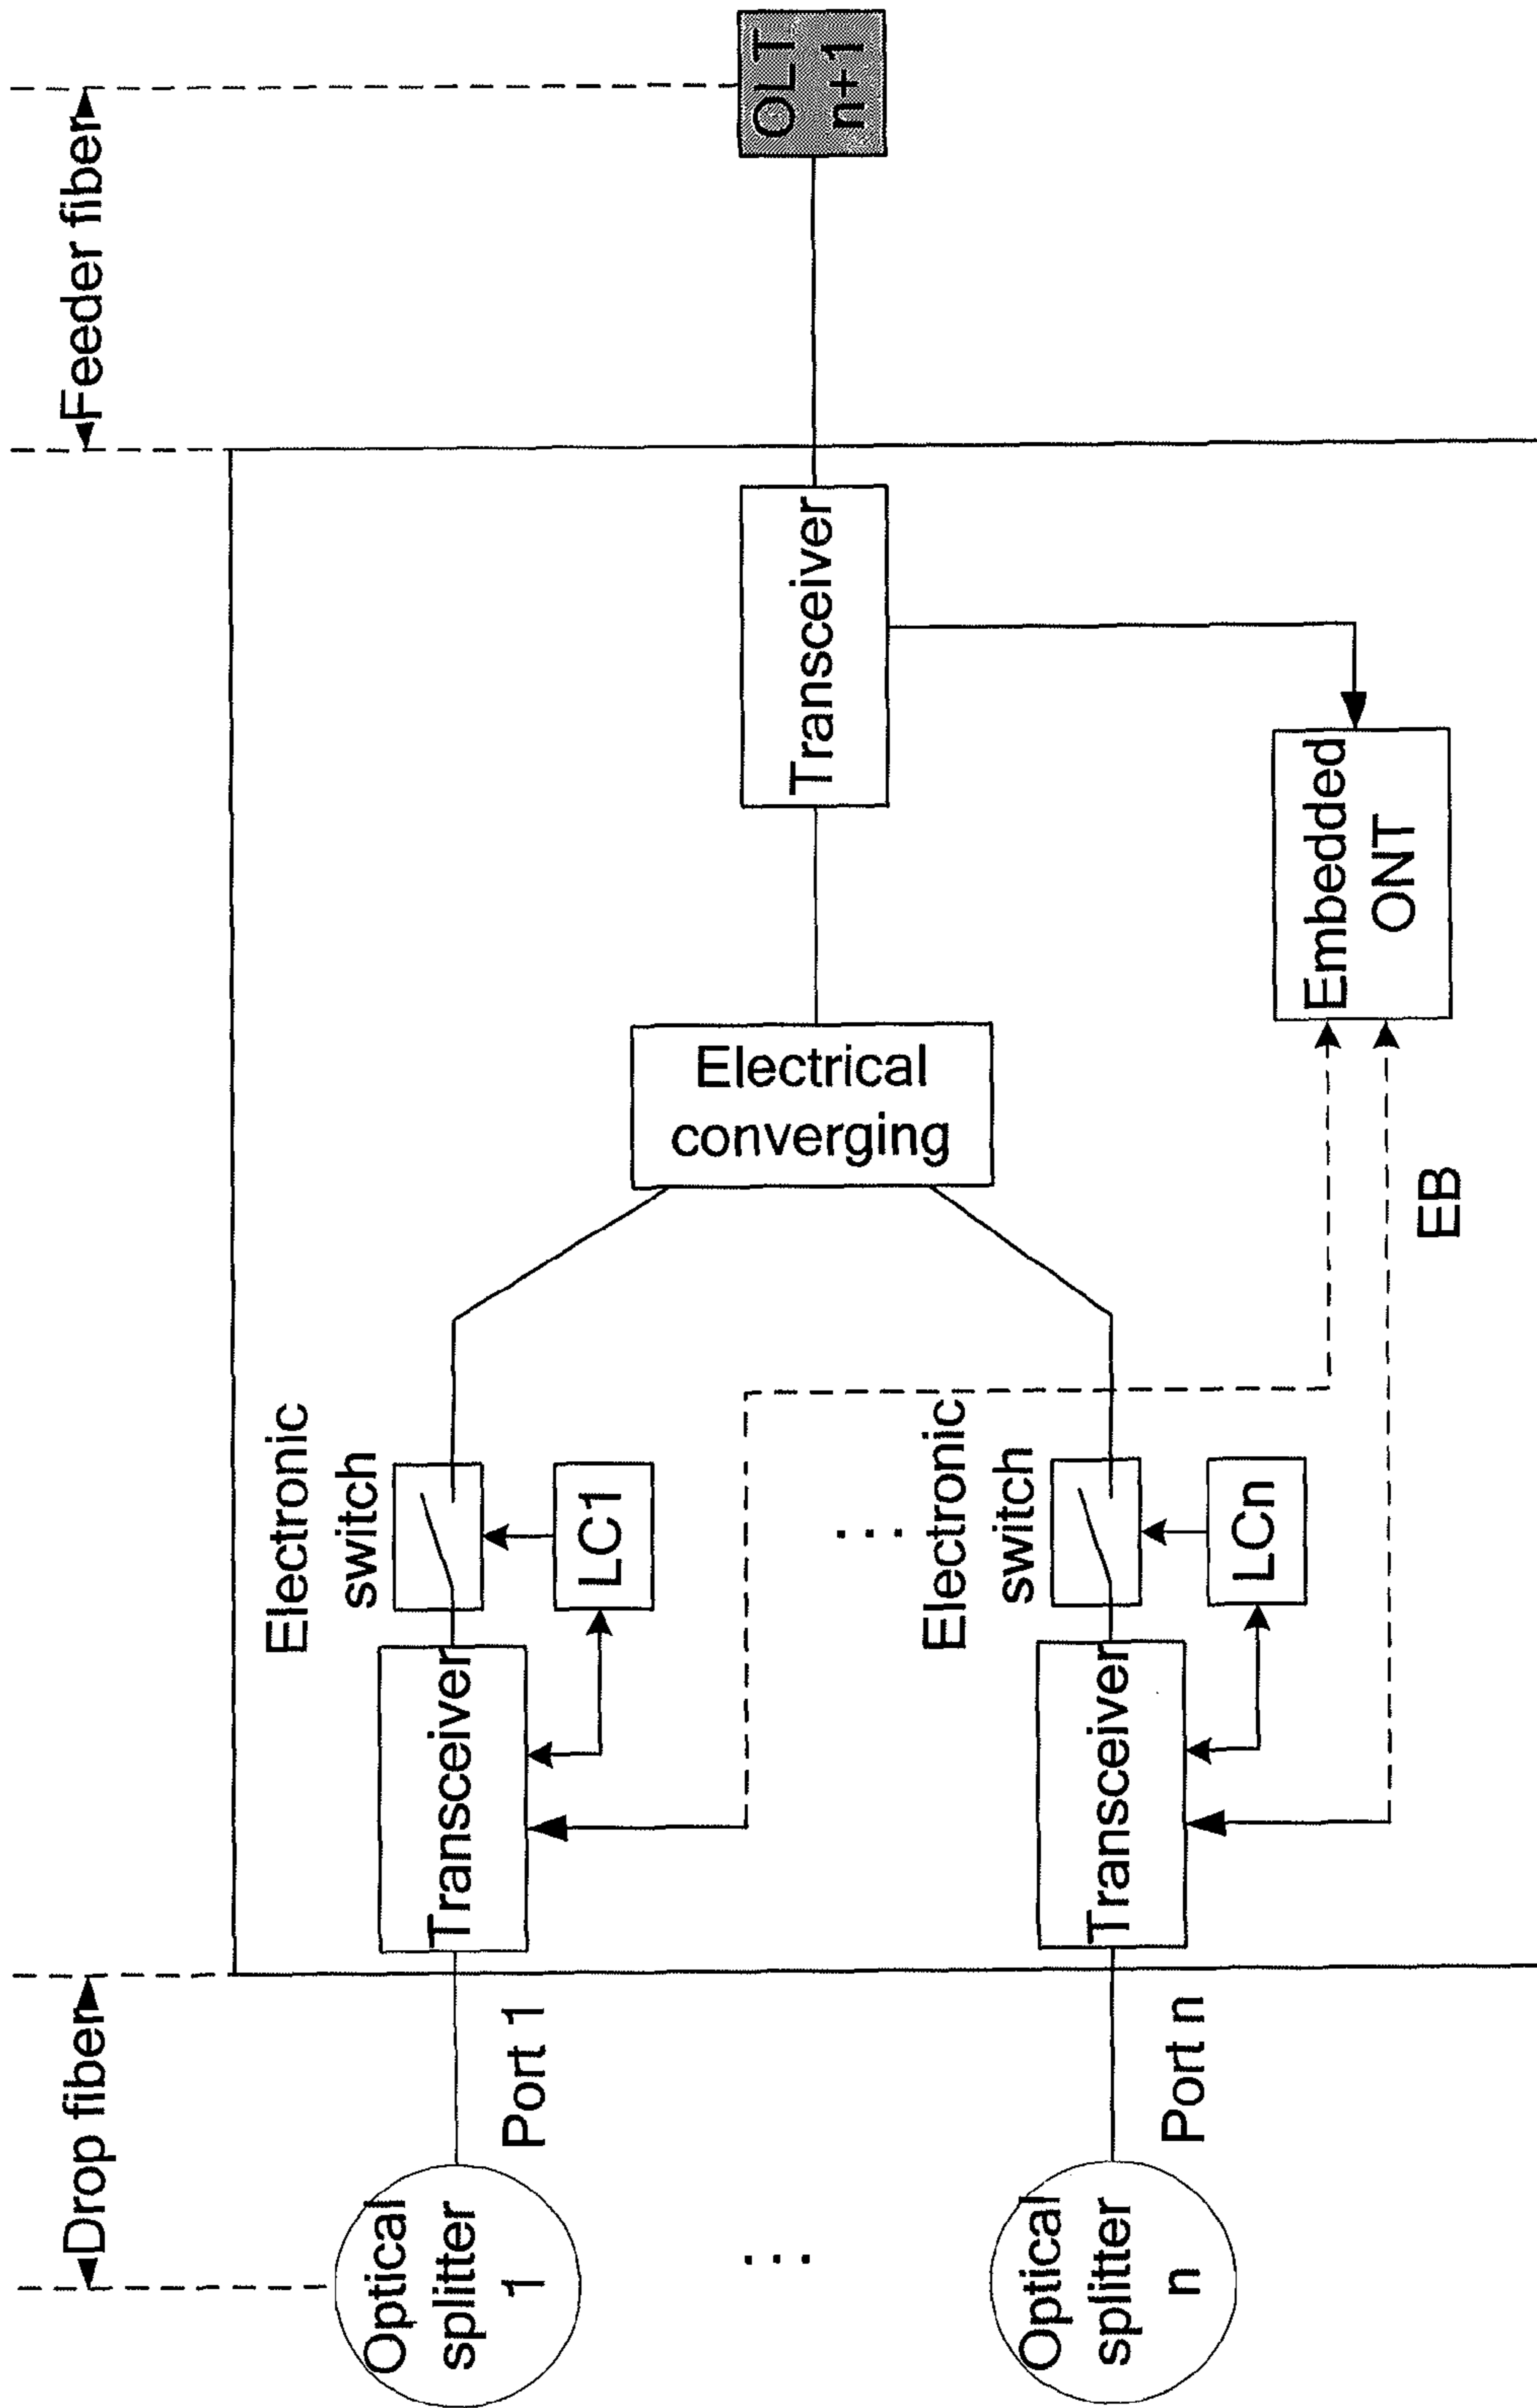 Drop fiber
Feeder fiber
Optical
splitter
1
Port 1
Transceiver
Electronic
switch
LC1
Electrical
converging
Transceiver
OLT
n+1
...
...
Optical
splitter
n
Port n
Transceiver
Electronic
switch
LCn
EB
Embedded
ONT